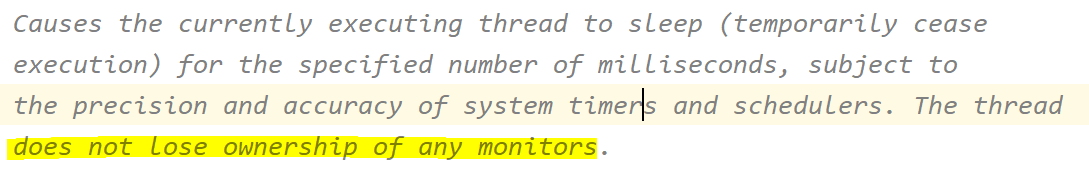 Causes the currently executing thread to sleep (temporarily cease
execution) for the specified number of milliseconds, subject to
the precision and accuracy of system timers and schedulers. The thread
does not lose ownership of any monitors.